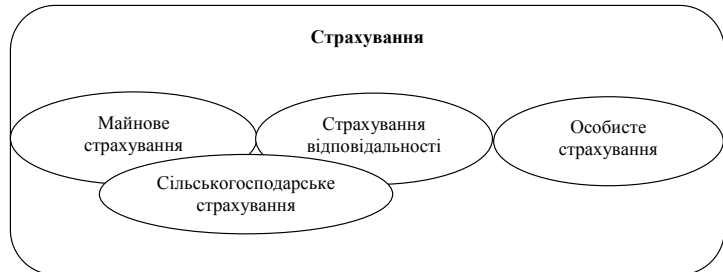 Страхування
Майнове
страхування
Страхування
відповідальності
Особисте
страхування
Сільськогосподарське
страхування